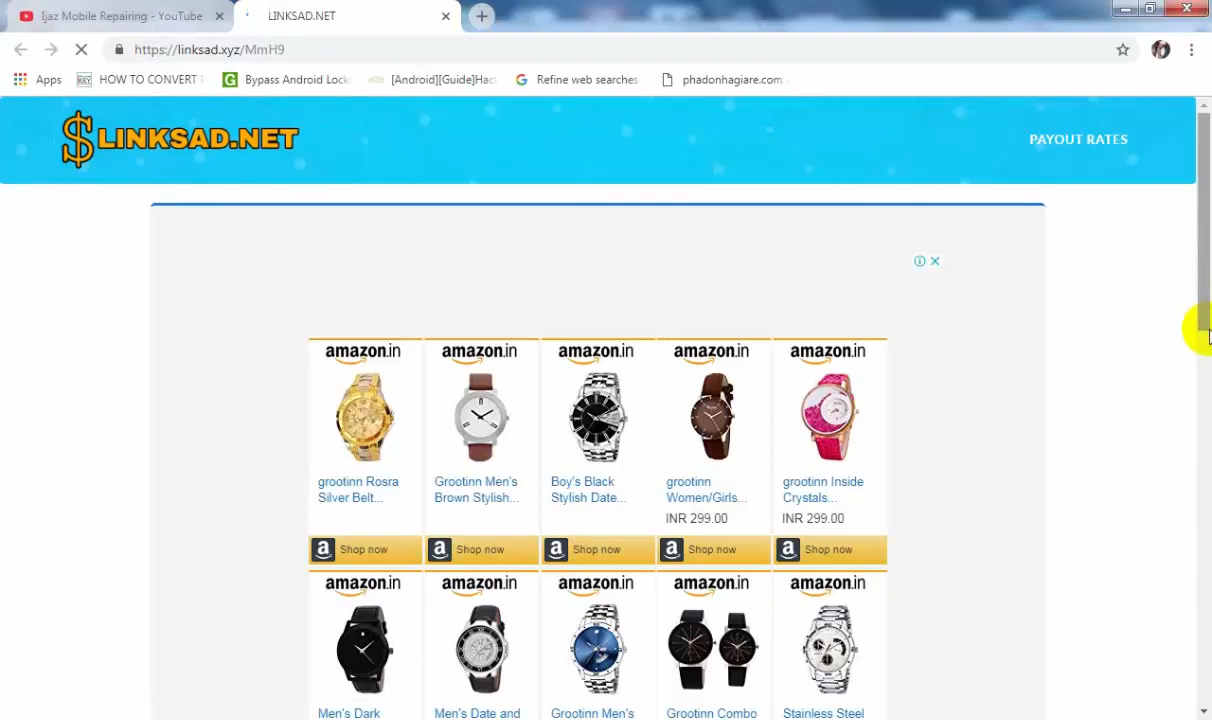 Ijaz Mobile Repairing - YouTube
LINKSAD.NET
https://linksad.xyz/MmH9
Apps
KEY
HOW TO CONVERT
Bypass Android Lock
[Android][Guide]Hac
Refine web searches
phadonhagiare.com
$LINKSAD.NET
PAYOUT RATES
amazon.in amazon.in amazon.in amazon.in amazon.in
grootinn Rosra Grootinn Men's Boy's Black grootinn grootinn Inside
Silver Belt... Brown Stylish... Stylish Date... Women/Girls... Crystals...
INR 299.00 INR 299.00
a Shop now a Shop now a Shop now a Shop now a Shop now
amazon.in amazon.in amazon.in amazon.in amazon.in
Men's Dark Men's Date and Grootinn Men's Grootinn Combo Stainless Steel